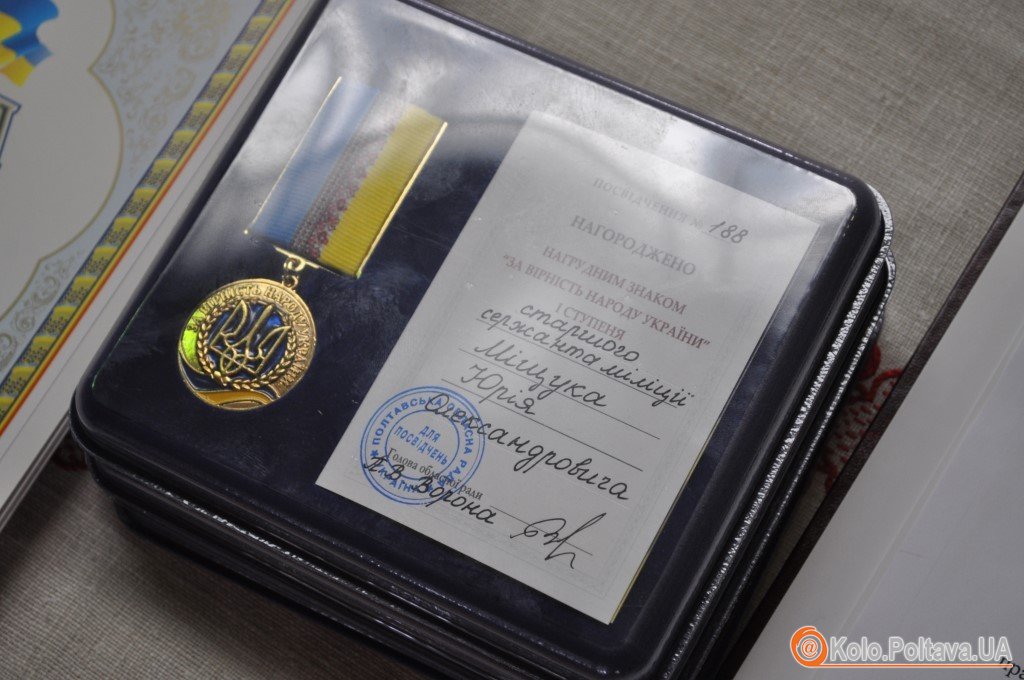 ЗА ВІРНІСТЬ НАРОДУ УКРАЇНИ
ПОСВІДЧЕННЯ № 188
НАГОРОДЖЕНО
НАГРУДНИМ ЗНАКОМ
"ЗА ВІРНІСТЬ НАРОДУ УКРАЇНИ"
І СТУПЕНЯ
старшого
сержанта міліції
Міщука
Юрія
Олександровича
ПОЛТАВСЬКА ОБЛАСНА РАДА
УКРАЇНА
ДЛЯ
ПОСВІДЧЕНЬ
Голова обласної ради
Ворона
Kolo.Poltava.UA